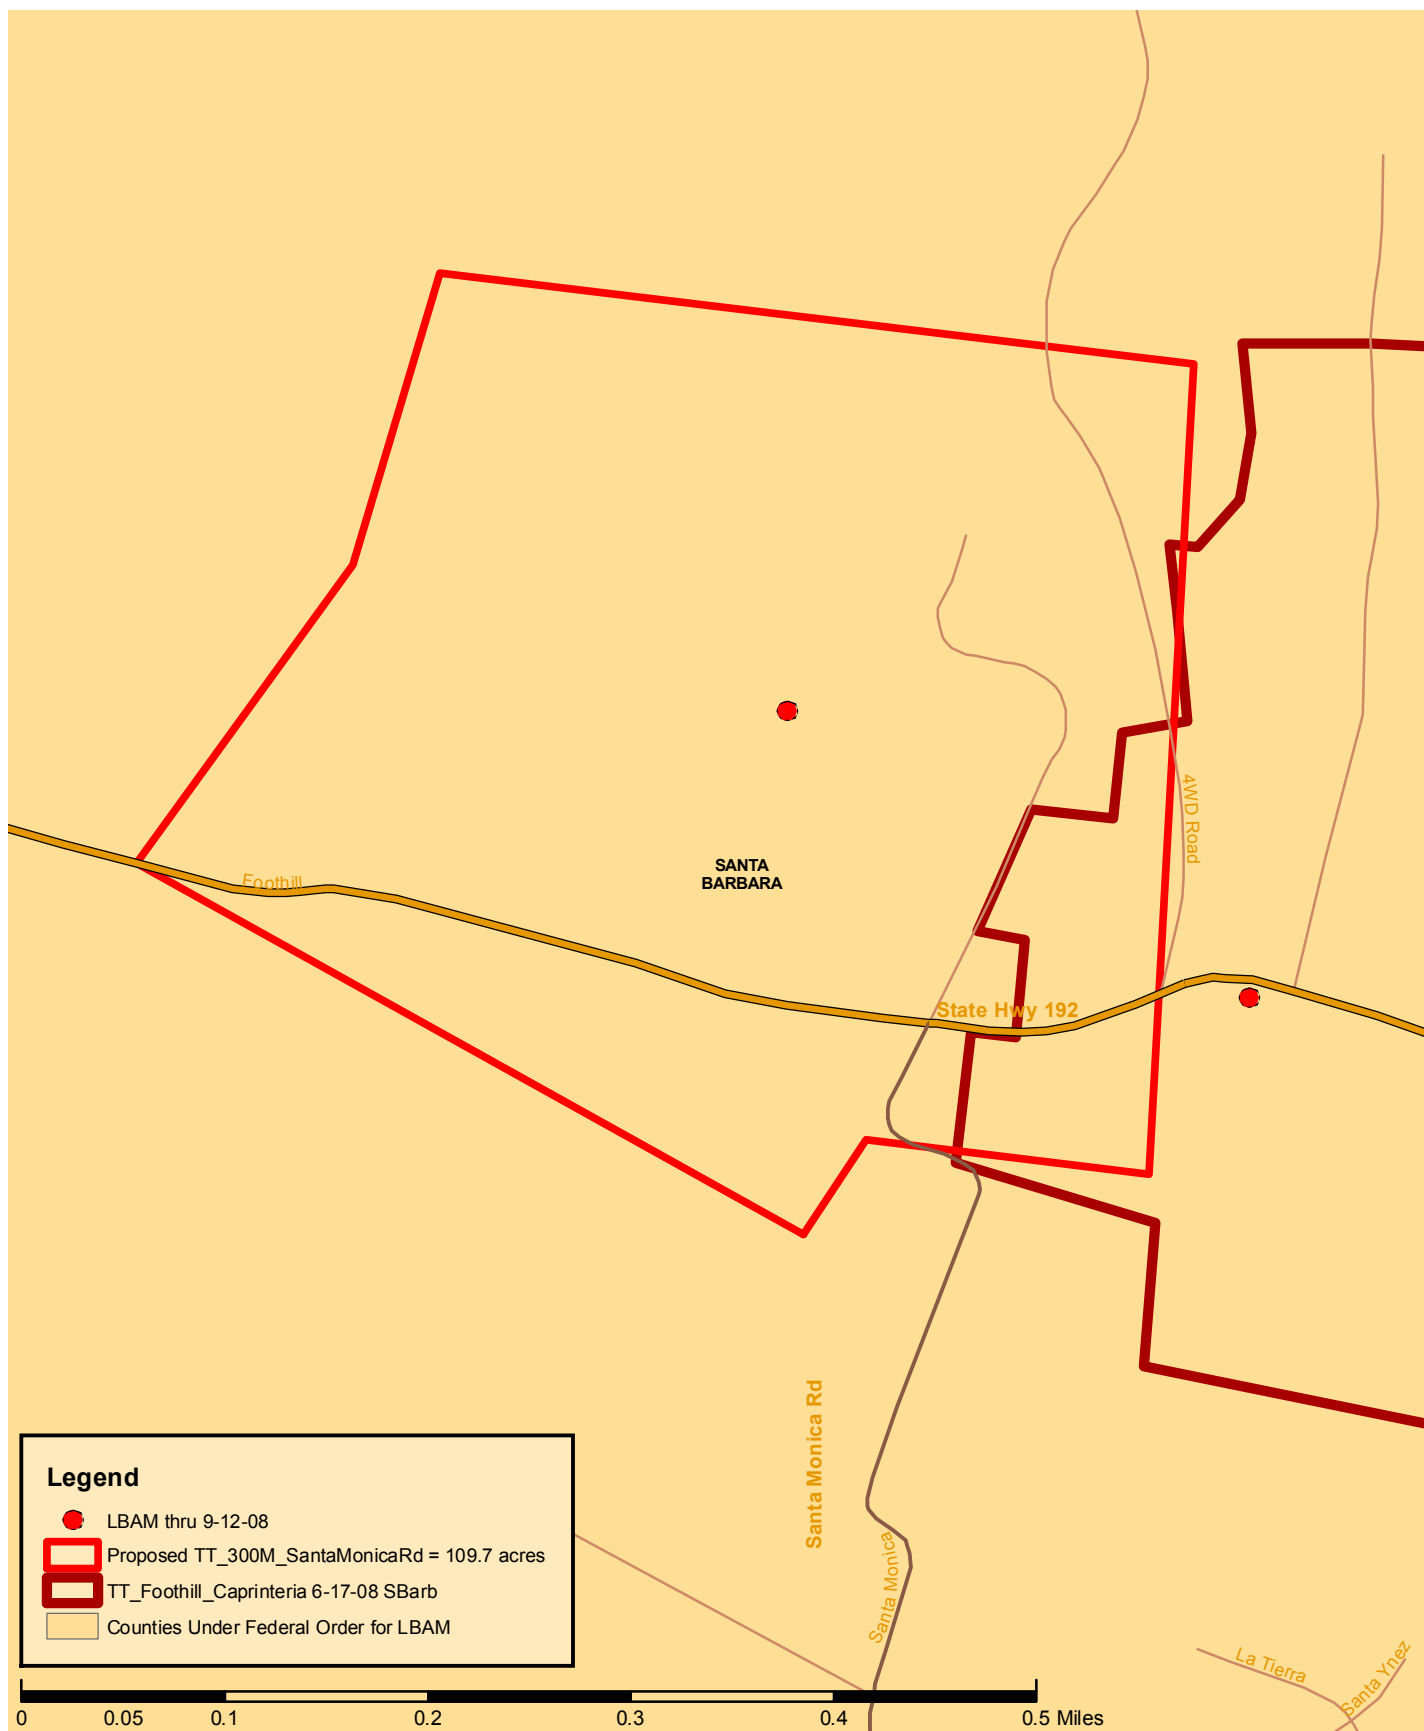 4WD Road
SANTA
BARBARA
Foothill
State Hwy 192
Santa Monica Rd
Santa Monica
La Tierra
Santa Ynez
Legend
LBAM thru 9-12-08
Proposed TT_300M_SantaMonicaRd = 109.7 acres
TT_Foothill_Caprinteria 6-17-08 SBarb
Counties Under Federal Order for LBAM
0 0.05 0.1 0.2 0.3 0.4 0.5 Miles